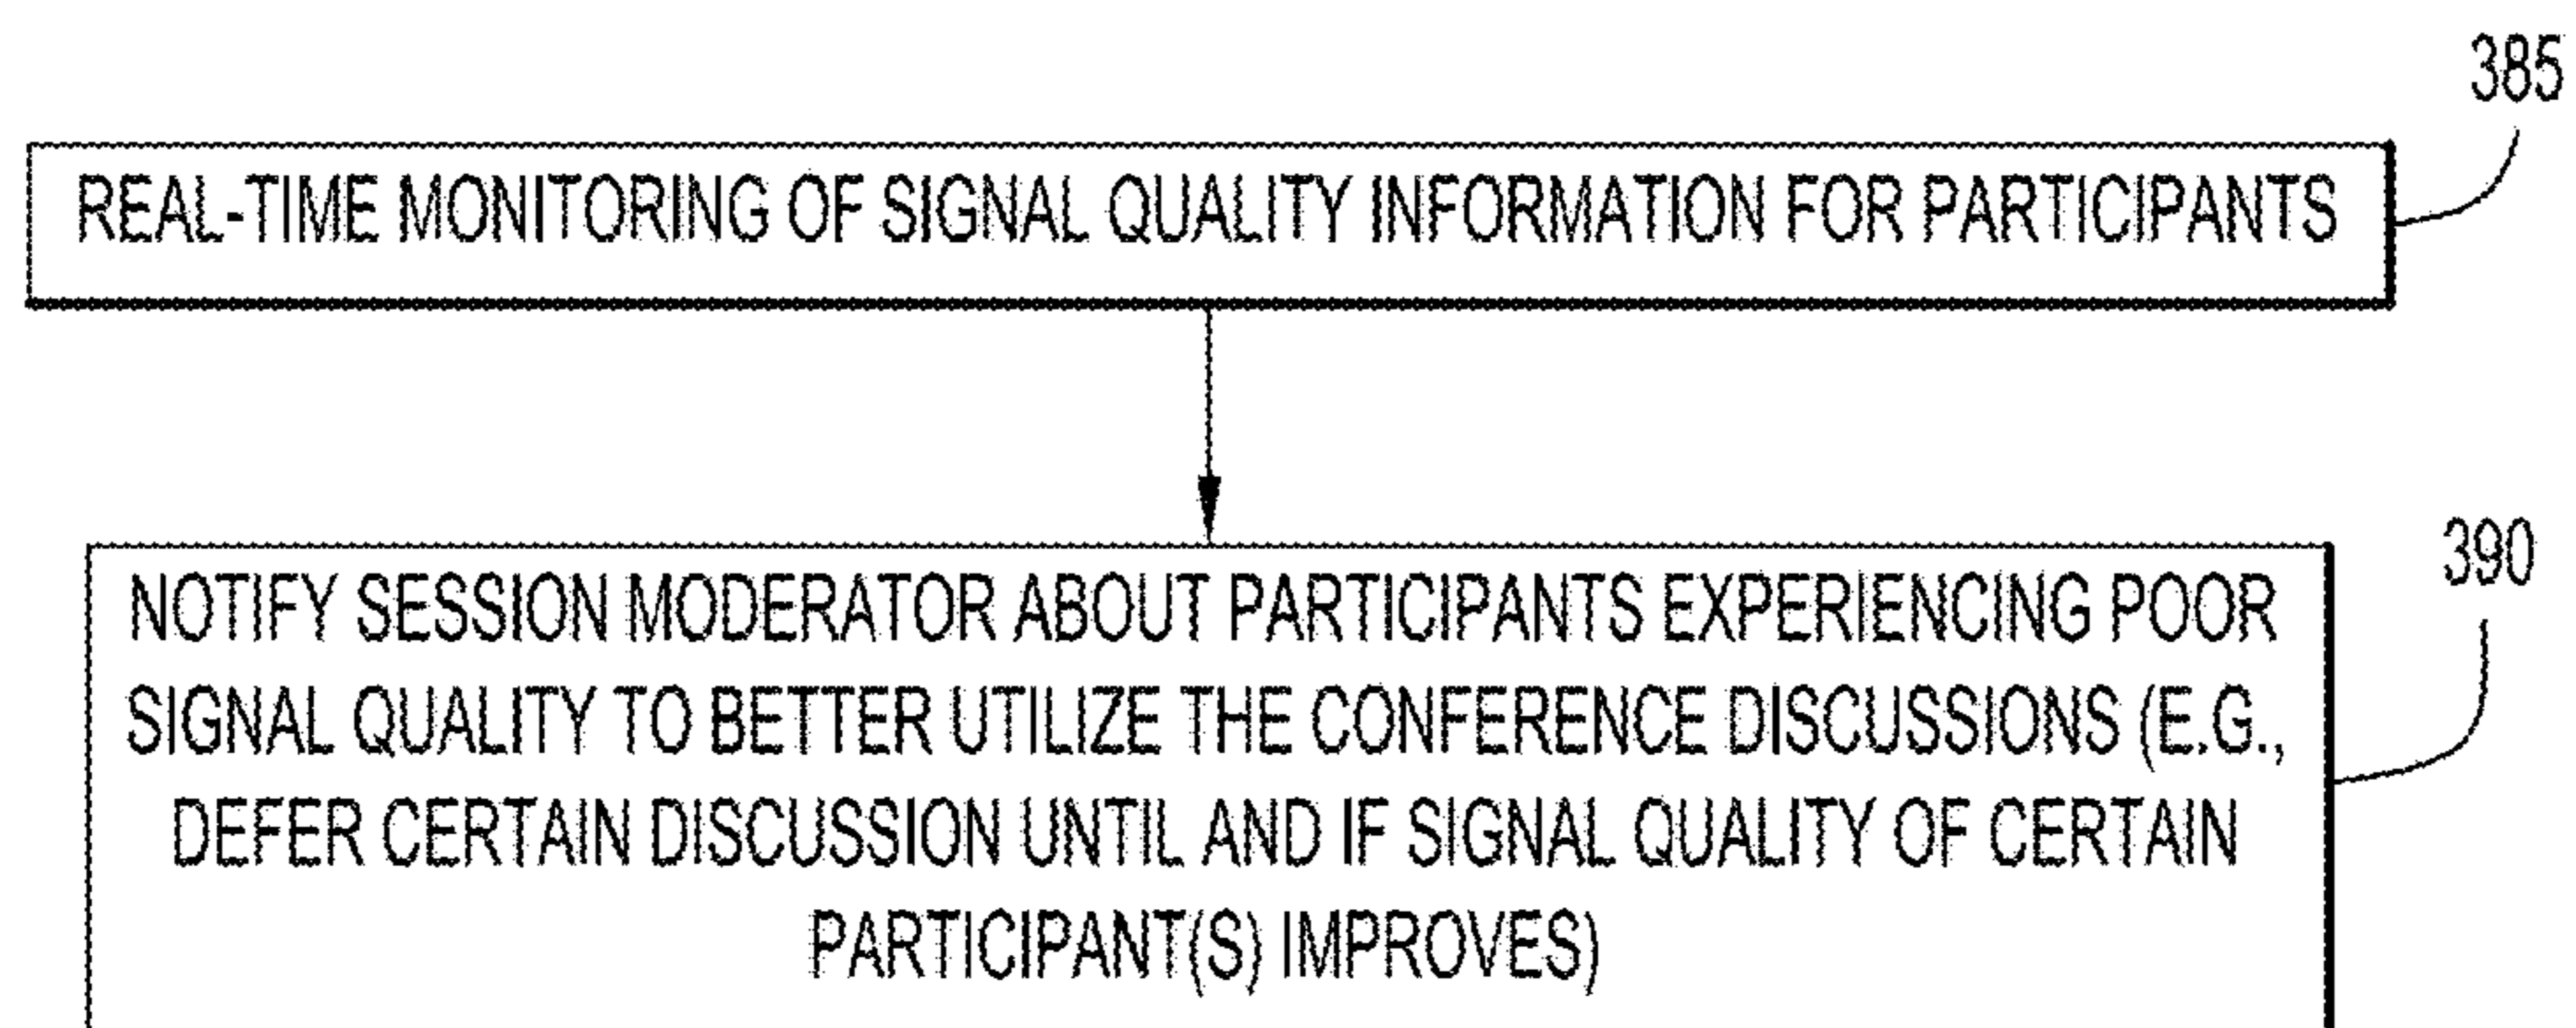 385
REAL-TIME MONITORING OF SIGNAL QUALITY INFORMATION FOR PARTICIPANTS
390
NOTIFY SESSION MODERATOR ABOUT PARTICIPANTS EXPERIENCING POOR
SIGNAL QUALITY TO BETTER UTILIZE THE CONFERENCE DISCUSSIONS (E.G.,
DEFER CERTAIN DISCUSSION UNTIL AND IF SIGNAL QUALITY OF CERTAIN
PARTICIPANT(S) IMPROVES)